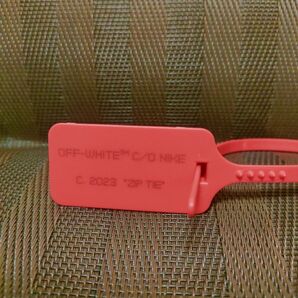 OFF-WHITE™ C/O NIKE
C. 2023 "ZIP TIE"